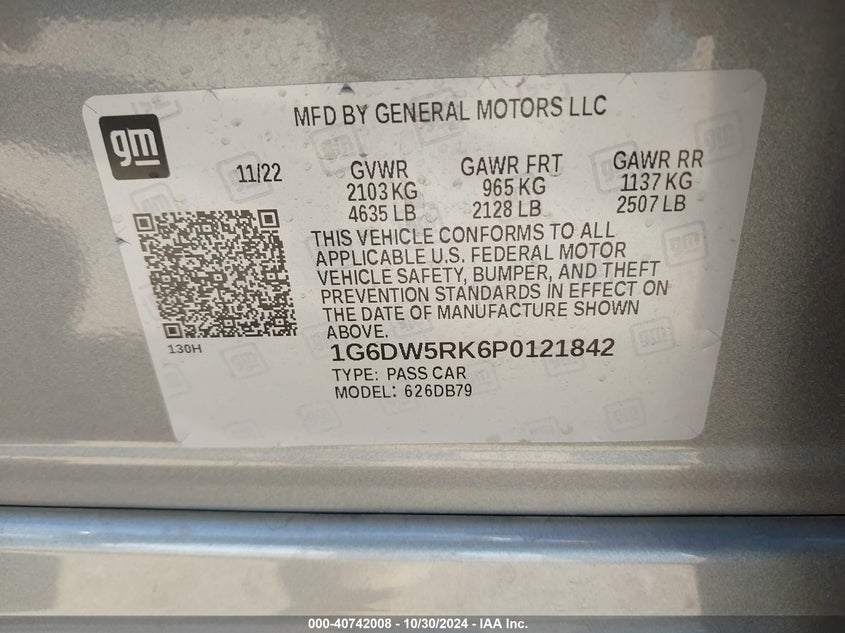 MFD BY GENERAL MOTORS LLC
gm
11/22 GVWR GAWR FRT GAWR RR
2103 KG 965 KG 1137 KG
4635 LB 2128 LB 2507 LB
THIS VEHICLE CONFORMS TO ALL
APPLICABLE U.S. FEDERAL MOTOR
VEHICLE SAFETY, BUMPER, AND THEFT
PREVENTION STANDARDS IN EFFECT ON
THE DATE OF MANUFACTURE SHOWN
ABOVE.
130H
1G6DW5RK6P0121842
TYPE: PASS CAR
MODEL: 626DB79
000-40742008 - 10/30/2024 - IAA Inc.